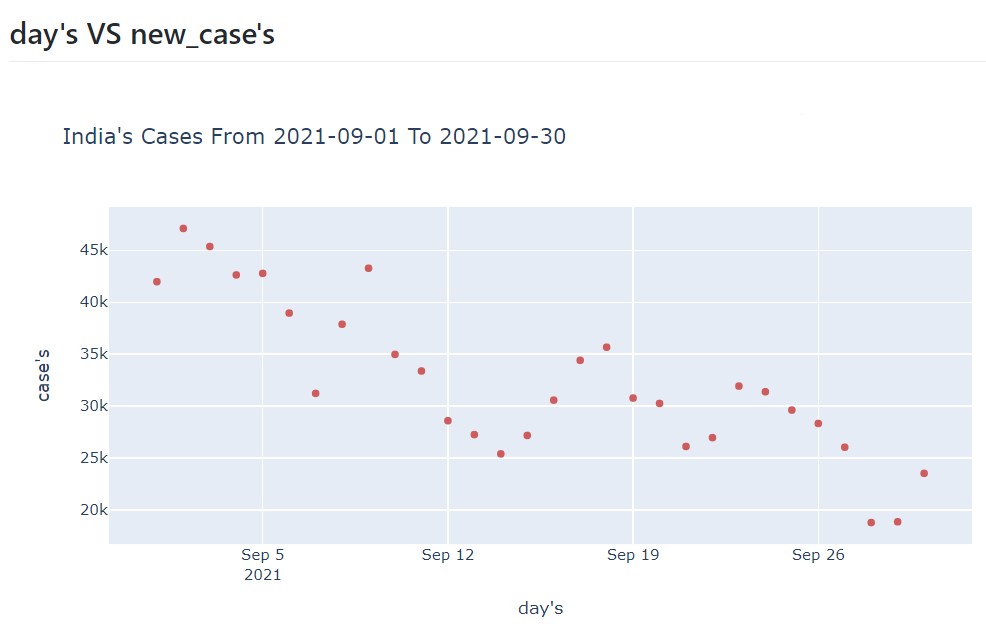 day's VS new_case's
India's Cases From 2021-09-01 To 2021-09-30
45k
40k
35k
30k
25k
20k
case's
Sep 5
2021
Sep 12
Sep 19
Sep 26
day's